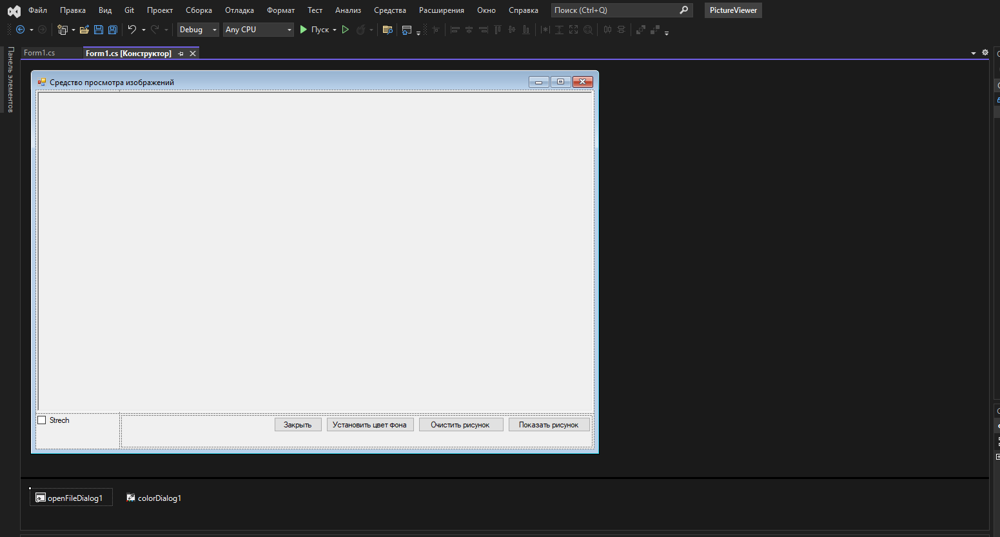 Файл Правка Вид Git Проект Сборка Отладка Формат Тест Анализ Средства Расширения Окно Справка Поиск (Ctrl+Q) PictureViewer
Debug Any CPU Пуск
Панель элементов
Form1.cs Form1.cs [Конструктор]
Средство просмотра изображений
Strech
Закрыть Установить цвет фона Очистить рисунок Показать рисунок
openFileDialog1 colorDialog1